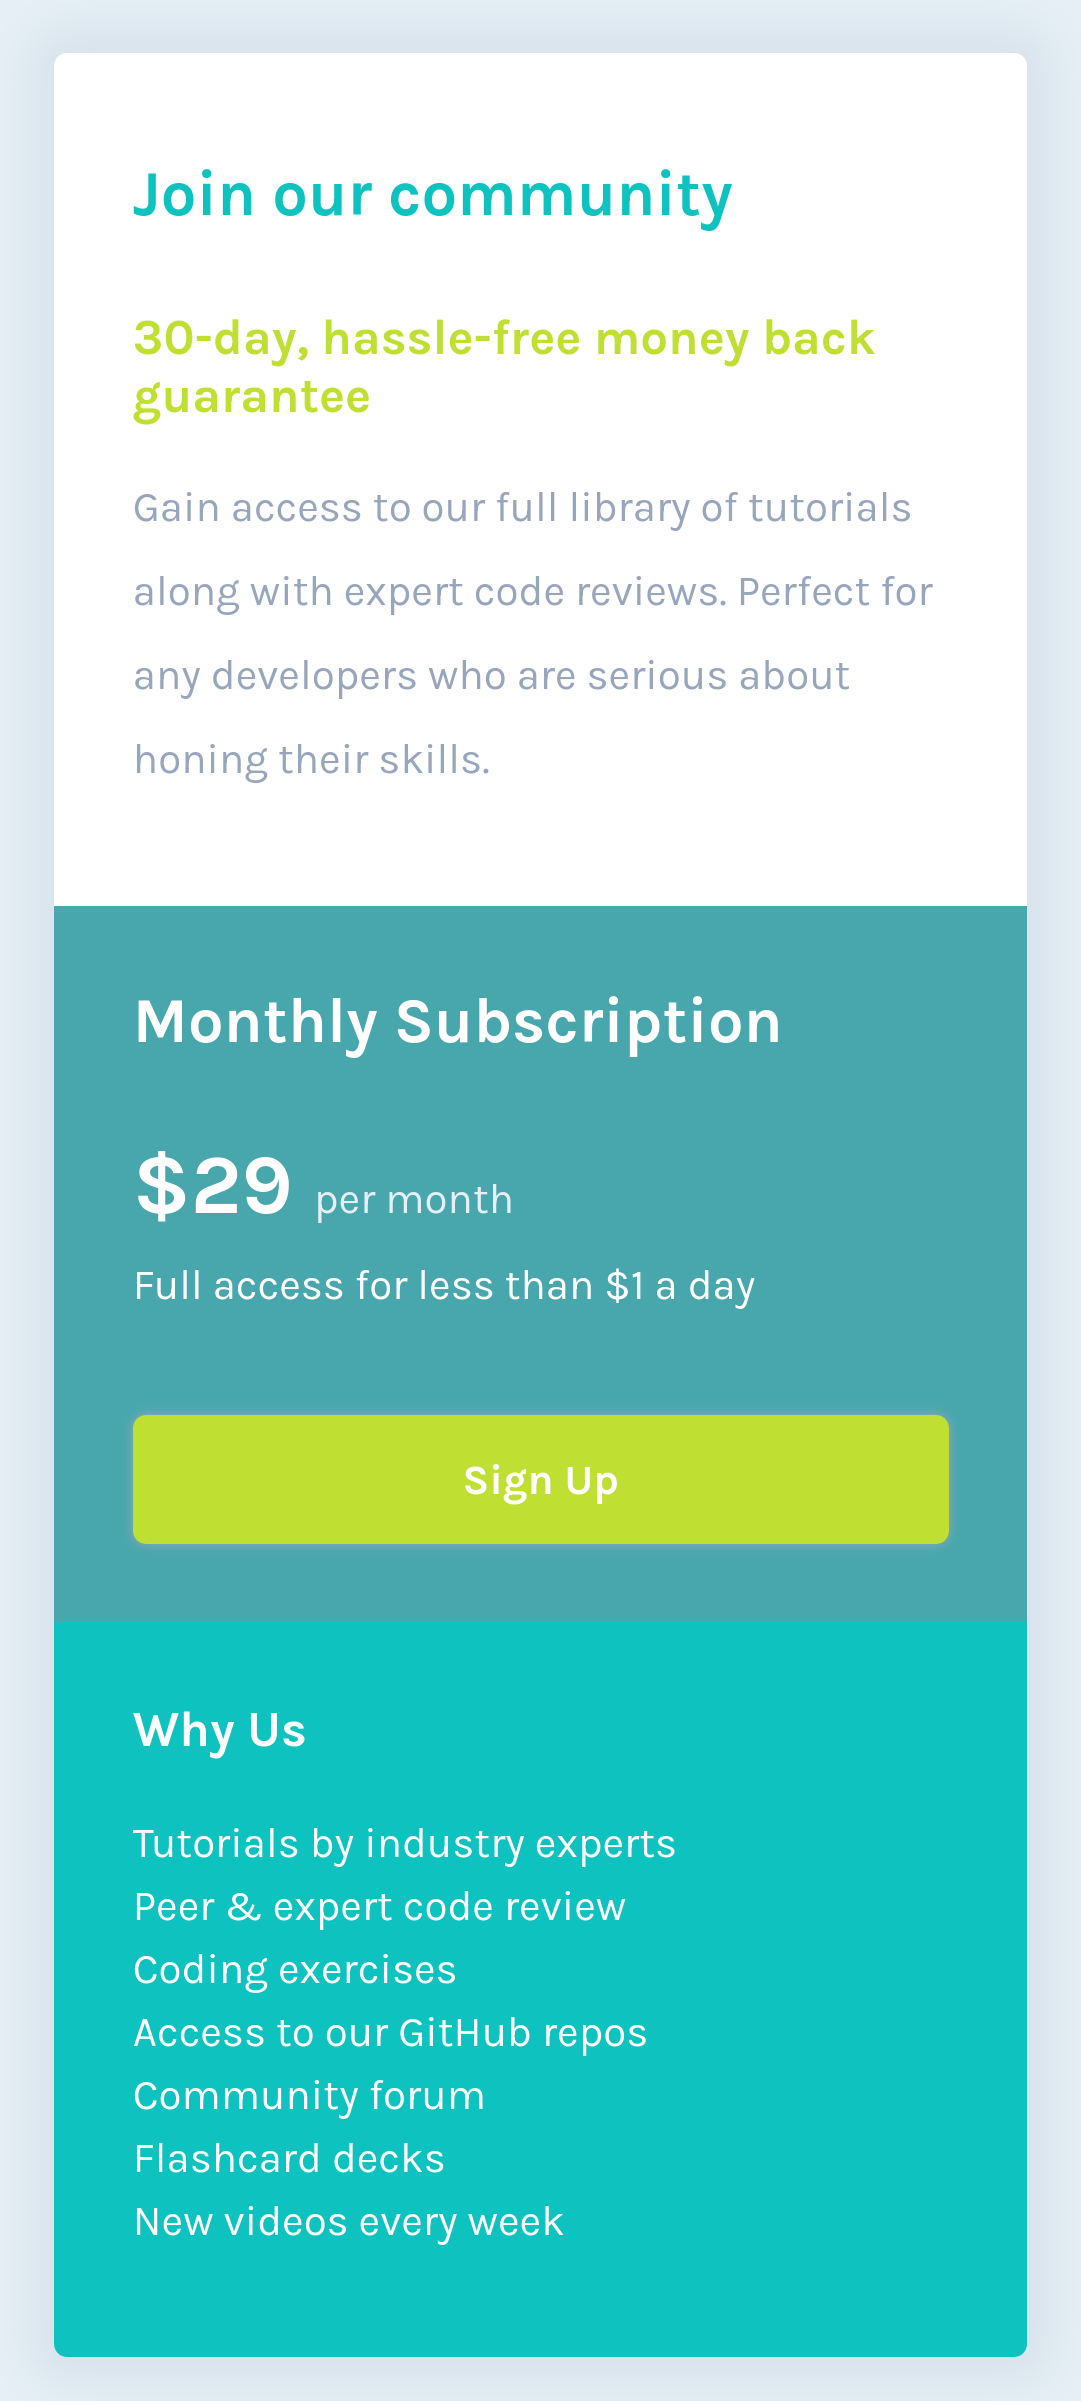 Join our community
30-day, hassle-free money back
guarantee
Gain access to our full library of tutorials
along with expert code reviews. Perfect for
any developers who are serious about
honing their skills.
Monthly Subscription
$29 per month
Full access for less than $1 a day
Sign Up
Why Us
Tutorials by industry experts
Peer & expert code review
Coding exercises
Access to our GitHub repos
Community forum
Flashcard decks
New videos every week